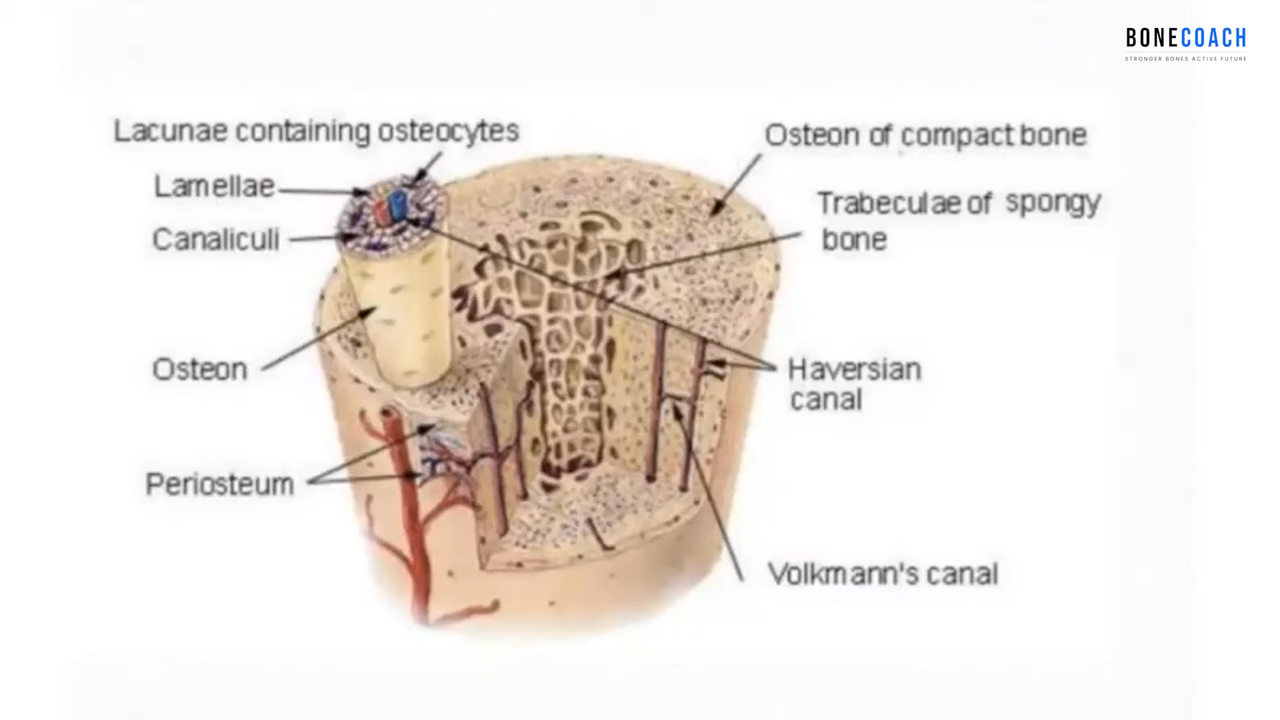 BONECOACH
STRONGER BONES ACTIVE FUTURE
Lacunae containing osteocytes
Osteon of compact bone
Lamellae
Trabeculae of spongy
bone
Canaliculi
Osteon
Haversian
canal
Periosteum
Volkmann's canal